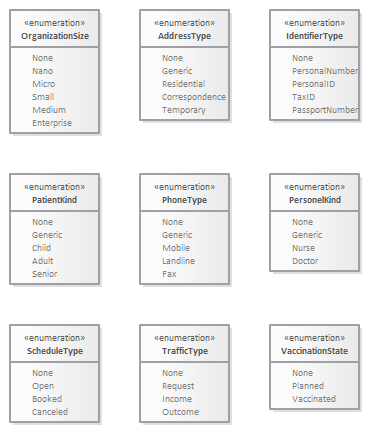 «enumeration»
OrganizationSize
None
Nano
Micro
Small
Medium
Enterprise
«enumeration»
AddressType
None
Generic
Residential
Correspondence
Temporary
«enumeration»
IdentifierType
None
PersonalNumber
PersonalID
TaxID
PassportNumber
«enumeration»
PatientKind
None
Generic
Child
Adult
Senior
«enumeration»
PhoneType
None
Generic
Mobile
Landline
Fax
«enumeration»
PersonelKind
None
Generic
Nurse
Doctor
«enumeration»
ScheduleType
None
Open
Booked
Canceled
«enumeration»
TrafficType
None
Request
Income
Outcome
«enumeration»
VaccinationState
None
Planned
Vaccinated